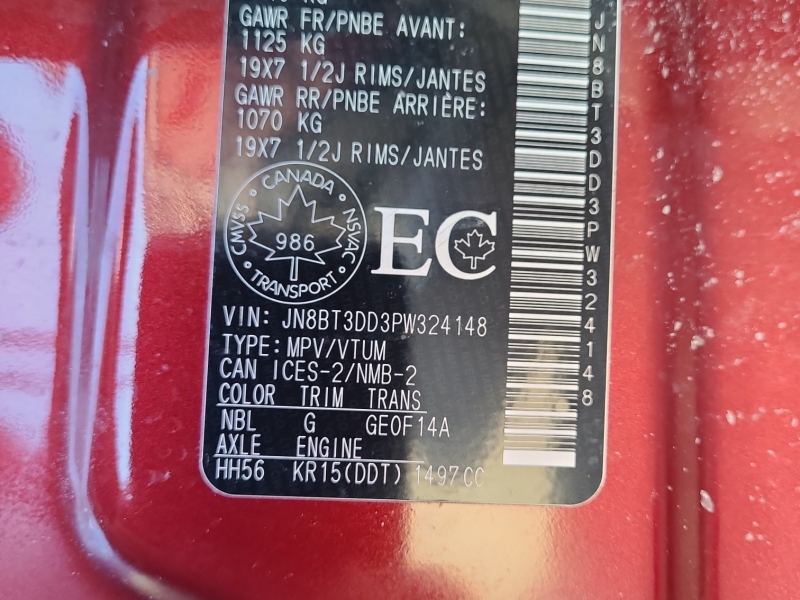 GAWR FR/PNBE AVANT:
1125 KG
19X7 1/2J RIMS/JANTES
GAWR RR/PNBE ARRIÈRE:
1070 KG
19X7 1/2J RIMS/JANTES
CANADA
CMVSS
NSVAC
986
TRANSPORT
EC
VIN: JN8BT3DD3PW324148
TYPE: MPV/VTUM
CAN ICES-2/NMB-2
COLOR TRIM TRANS
NBL G GE0F14A
AXLE ENGINE
HH56 KR15(DDT) 1497CC
JN8BT3DD3PW324148